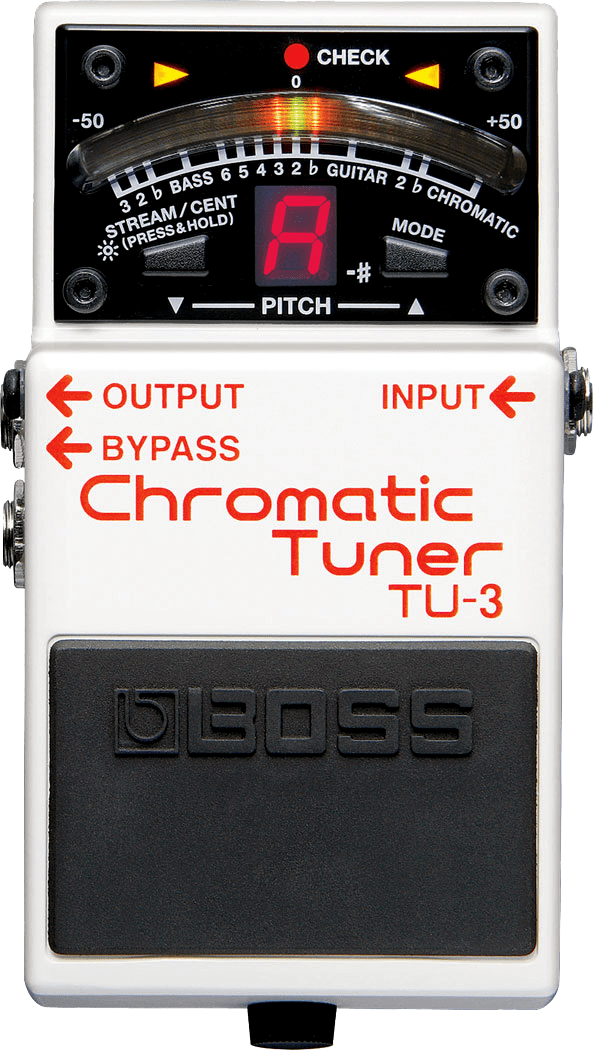 CHECK
0
-50 +50
3 2 ♭ BASS 6 5 4 3 2 ♭ GUITAR 2 ♭ CHROMATIC
STREAM/CENT
(PRESS&HOLD)
MODE
A
-#
▼ PITCH ▲
← OUTPUT
INPUT ←
← BYPASS
Chromatic
Tuner
TU-3
BOSS